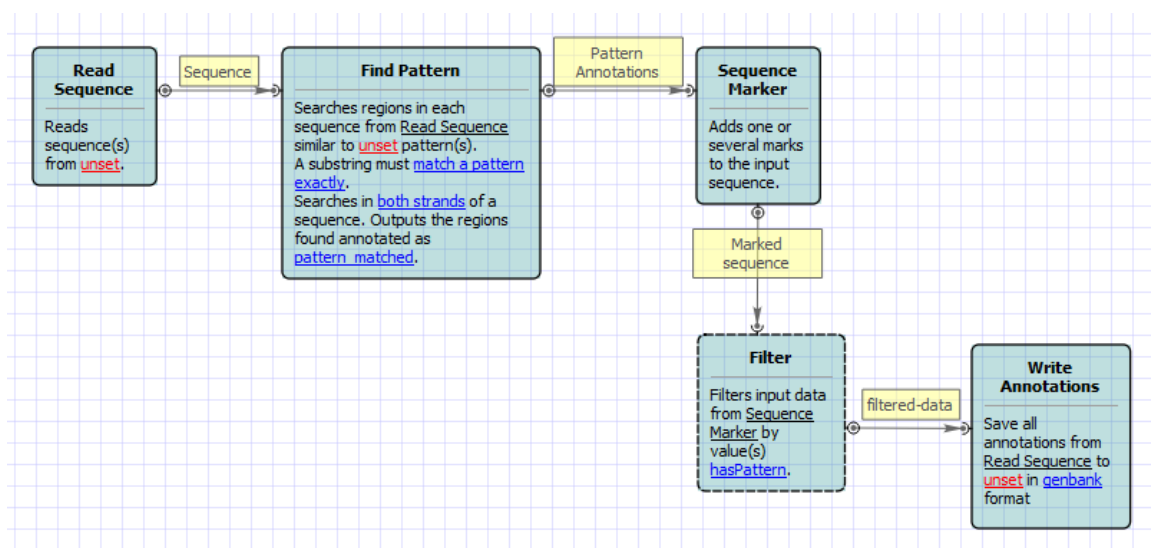 Read
Sequence
Reads
sequence(s)
from unset.
Sequence
Find Pattern
Searches regions in each
sequence from Read Sequence
similar to unset pattern(s).
A substring must match a pattern
exactly.
Searches in both strands of a
sequence. Outputs the regions
found annotated as
pattern_matched.
Pattern
Annotations
Sequence
Marker
Adds one or
several marks
to the input
sequence.
Marked
sequence
Filter
Filters input data
from Sequence
Marker by
value(s)
hasPattern.
filtered-data
Write
Annotations
Save all
annotations from
Read Sequence to
unset in genbank
format